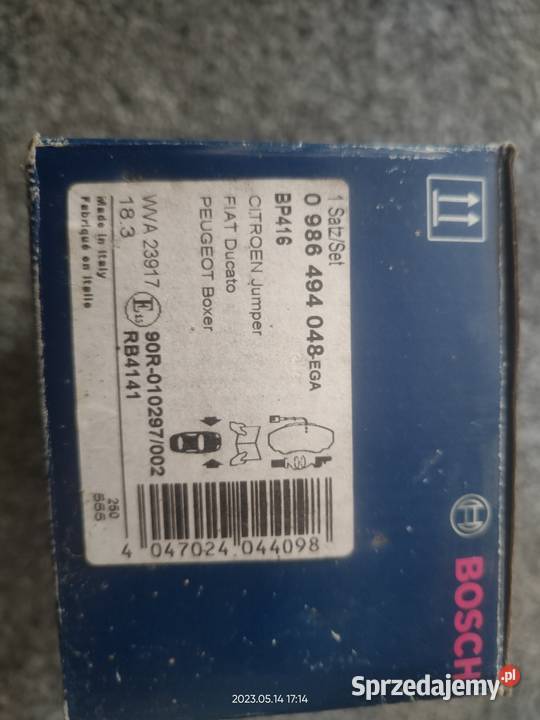 1 Satz/Set
0 986 494 048-EGA
BP416
CITROEN Jumper
FIAT Ducato
PEUGEOT Boxer
WVA 23917
18.3
E13
90R-010297/002
RB4141
Made in Italy
Fabriqué en Italie
250
4 047024 044098
BOSCH
2023.05.14 17:14
Sprzedajemy.pl